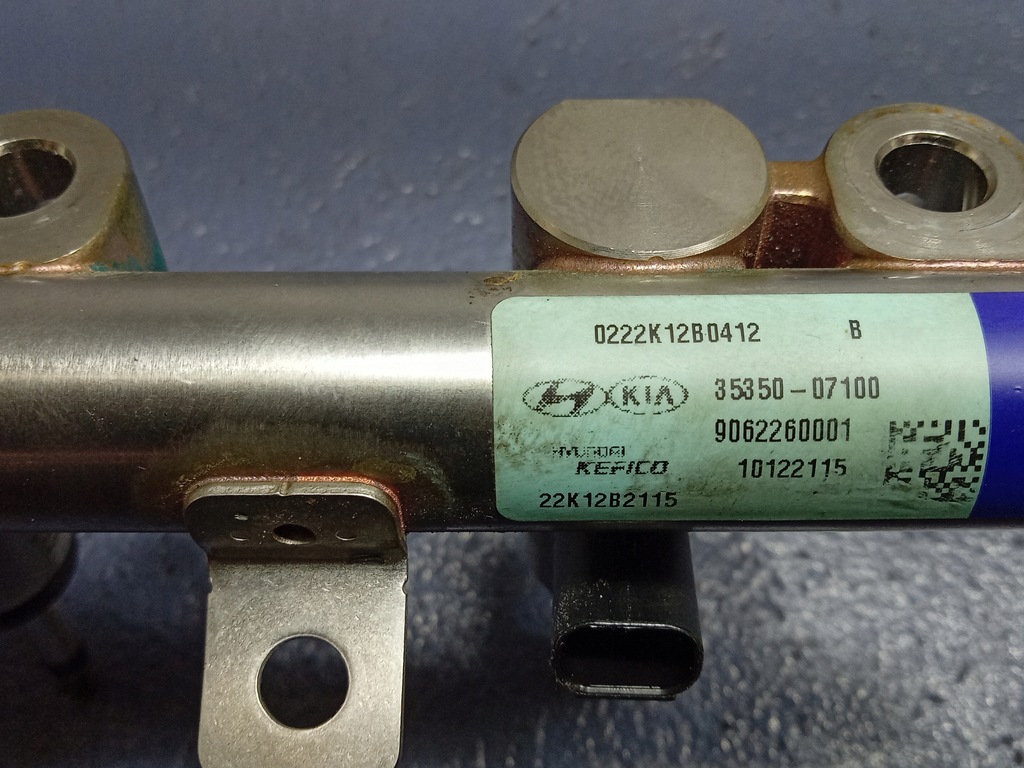 0222K12B0412 B
KIA 35350-07100
9062260001
HYUNDAI
KEFICO 10122115
22K12B2115